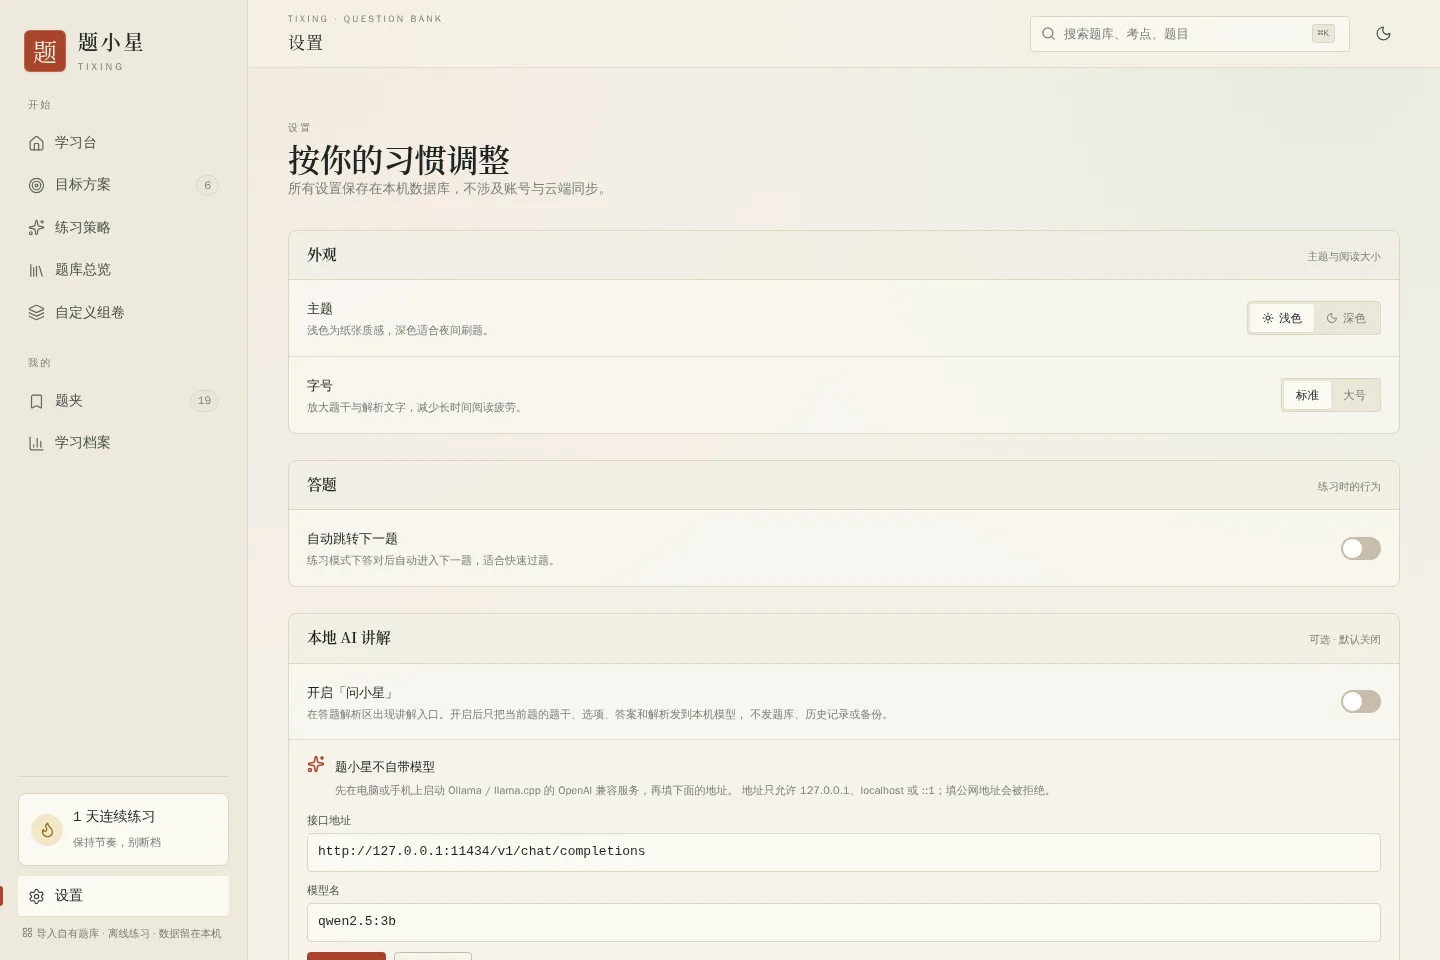 题
题小星
TIXING
开始
学习台
目标方案 6
练习策略
题库总览
自定义组卷
我的
题夹 19
学习档案
1 天连续练习
保持节奏，别断档
设置
导入自有题库 · 离线练习 · 数据留在本机
TIXING · QUESTION BANK
设置
搜索题库、考点、题目 ⌘K
设置
按你的习惯调整
所有设置保存在本机数据库，不涉及账号与云端同步。
外观 主题与阅读大小
主题
浅色为纸张质感，深色适合夜间刷题。
浅色 深色
字号
放大题干与解析文字，减少长时间阅读疲劳。
标准 大号
答题 练习时的行为
自动跳转下一题
练习模式下答对后自动进入下一题，适合快速过题。
本地 AI 讲解 可选 · 默认关闭
开启「问小星」
在答题解析区出现讲解入口。开启后只把当前题的题干、选项、答案和解析发到本机模型， 不发题库、历史记录或备份。
题小星不自带模型
先在电脑或手机上启动 Ollama / llama.cpp 的 OpenAI 兼容服务，再填下面的地址。 地址只允许 127.0.0.1、localhost 或 ::1；填公网地址会被拒绝。
接口地址
http://127.0.0.1:11434/v1/chat/completions
模型名
qwen2.5:3b